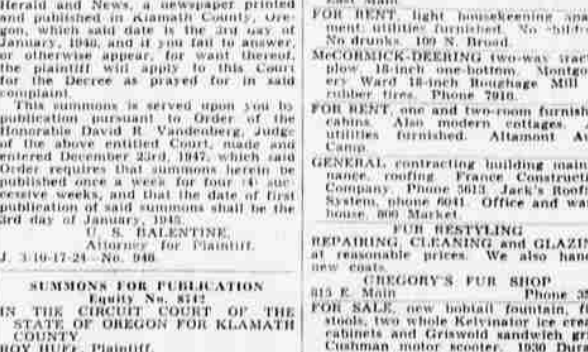 Herald and News, a newspaper printed
and published in Klamath County, Ore-
gon, which said date is the 3rd day of
January, 1948, and if you fail to answer,
or otherwise appear, for want thereof,
the plaintiff will apply to this Court
for the Decree as prayed for in said
complaint.
This summons is served upon you by
publication pursuant to Order of the
Honorable David R. Vandenberg, Judge
of the above entitled Court, made and
entered December 23rd, 1947, which said
Order requires that summons herein be
published once a week for four (4) suc-
cessive weeks, and that the date of first
publication of said summons shall be the
3rd day of January, 1948.
U. S. BALENTINE,
Attorney for Plaintiff.
J. 3-10-17-24—No. 946
SUMMONS FOR PUBLICATION
Equity No.
IN THE CIRCUIT COURT OF THE
STATE OF OREGON FOR KLAMATH
COUNTY
ROY HUFF, Plaintiff,
East Main
FOR RENT, light housekeeping
ment, utilities furnished. No
No drunks. 109 N. Broad.
McCORMICK-DEERING two-way trac
plow 18-inch one-bottom. Montgo
ery Ward 18-inch Roughage Mill
rubber tires. Phone 7910.
FOR RENT, one and two-room furnish
cabins. Also modern cottages,
utilities furnished. Altamont
Camp.
GENERAL contracting building main
nance, roofing. France Constructi
Company. Phone 5613. Jack's Roof
System, phone 6041. Office and wa
house, 800 Market.
FUR RESTYLING
REPAIRING, CLEANING and GLAZIN
at reasonable prices. We also han
new coats.
GREGORY'S FUR SHOP
815 E. Main Phone
FOR SALE, new bobtail fountain,
stools, two whole Kelvinator ice crea
cabinets and Griswold sandwich gr
Cushman motor scooter. 1930